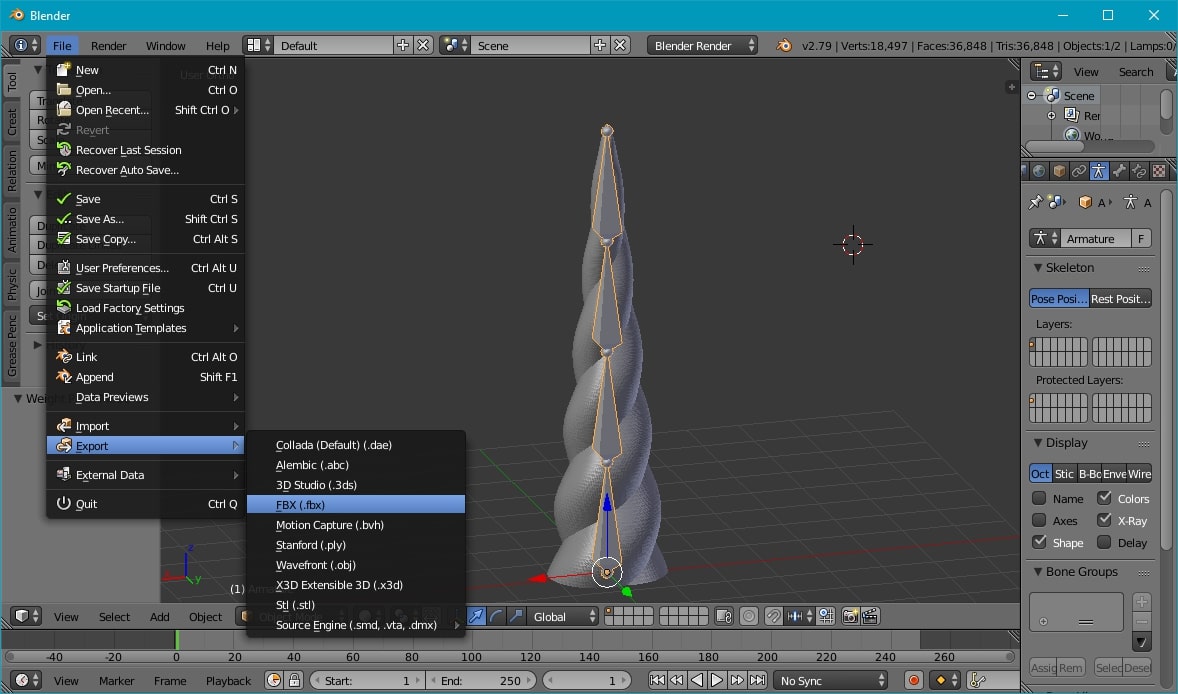 Blender
File Render Window Help Default Scene Blender Render v2.79 | Verts:18,497 | Faces:36,848 | Tris:36,848 | Objects:1/2 | Lamps:0/
New Ctrl N
Open... Ctrl O
Open Recent... Shift Ctrl O
Revert
Recover Last Session
Recover Auto Save...
Save Ctrl S
Save As... Shift Ctrl S
Save Copy... Ctrl Alt S
User Preferences... Ctrl Alt U
Save Startup File Ctrl U
Load Factory Settings
Application Templates
Link Ctrl Alt O
Append Shift F1
Data Previews
Import
Export
External Data
Quit Ctrl Q
Collada (Default) (.dae)
Alembic (.abc)
3D Studio (.3ds)
FBX (.fbx)
Motion Capture (.bvh)
Stanford (.ply)
Wavefront (.obj)
X3D Extensible 3D (.x3d)
Stl (.stl)
Source Engine (.smd, .vta, .dmx)
Tool
Creat
Relation
Animatio
Physic
Grease Penc
z
y
(1)
View Search
Scene
Rer
Wo...
A A
Armature F
Skeleton
Pose Posi... Rest Posit...
Layers:
Protected Layers:
Display
Oct Stic B-Bo Enve Wire
Name Colors
Axes X-Ray
Shape Delay
Bone Groups
Assig Rem Selec Desel
View Select Add Object Global
-40 -20 0 20 40 60 80 100 120 140 160 180 200 220 240 260
View Marker Frame Playback Start: 1 End: 250 1 No Sync